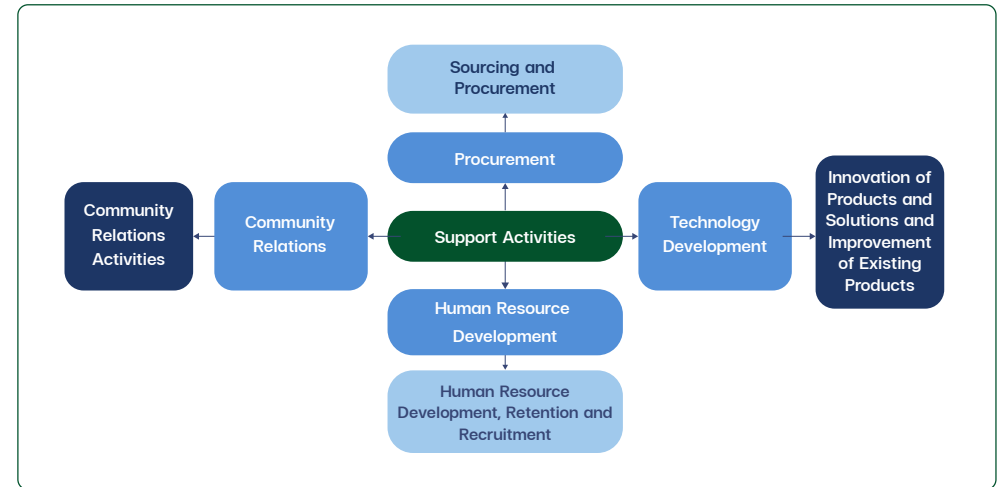 Sourcing and
Procurement
Procurement
Community
Relations
Activities
Community
Relations
Support Activities
Technology
Development
Innovation of
Products and
Solutions and
Improvement
of Existing
Products
Human Resource
Development
Human Resource
Development, Retention and
Recruitment